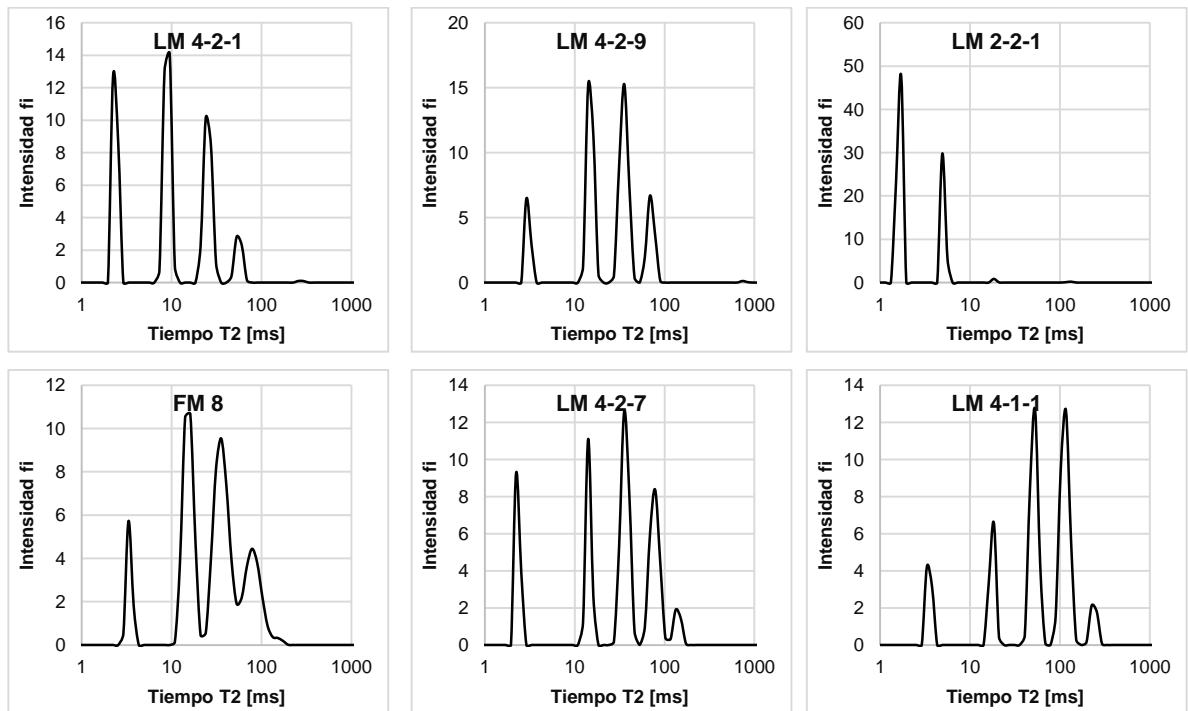 LM 4-2-1
Intensidad fi
16
14
12
10
8
6
4
2
0
1 10 100 1000
Tiempo T2 [ms]
LM 4-2-9
Intensidad fi
20
15
10
5
0
1 10 100 1000
Tiempo T2 [ms]
LM 2-2-1
Intensidad fi
60
50
40
30
20
10
0
1 10 100 1000
Tiempo T2 [ms]
FM 8
Intensidad fi
12
10
8
6
4
2
0
1 10 100 1000
Tiempo T2 [ms]
LM 4-2-7
Intensidad fi
14
12
10
8
6
4
2
0
1 10 100 1000
Tiempo T2 [ms]
LM 4-1-1
Intensidad fi
14
12
10
8
6
4
2
0
1 10 100 1000
Tiempo T2 [ms]